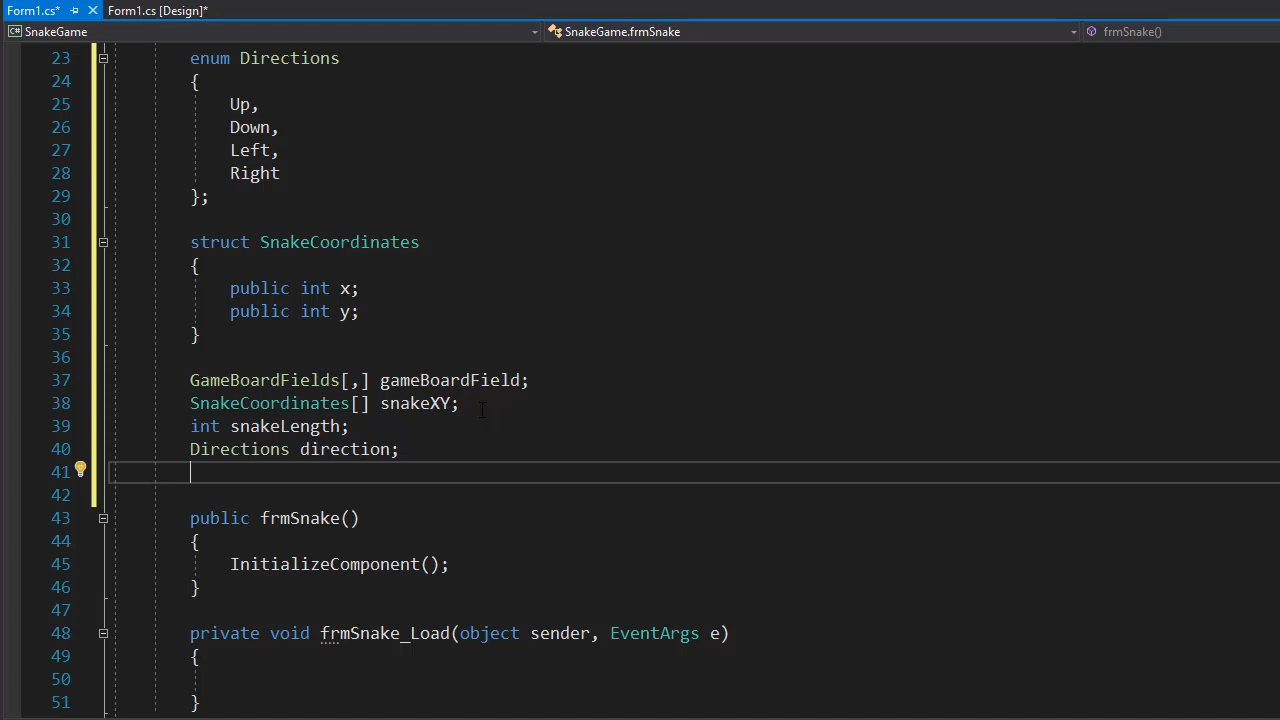 Form1.cs* Form1.cs [Design]*
SnakeGame SnakeGame.frmSnake frmSnake()
23 enum Directions
24 {
25 Up,
26 Down,
27 Left,
28 Right
29 };
30
31 struct SnakeCoordinates
32 {
33 public int x;
34 public int y;
35 }
36
37 GameBoardFields[,] gameBoardField;
38 SnakeCoordinates[] snakeXY;
39 int snakeLength;
40 Directions direction;
41
42
43 public frmSnake()
44 {
45 InitializeComponent();
46 }
47
48 private void frmSnake_Load(object sender, EventArgs e)
49 {
50
51 }